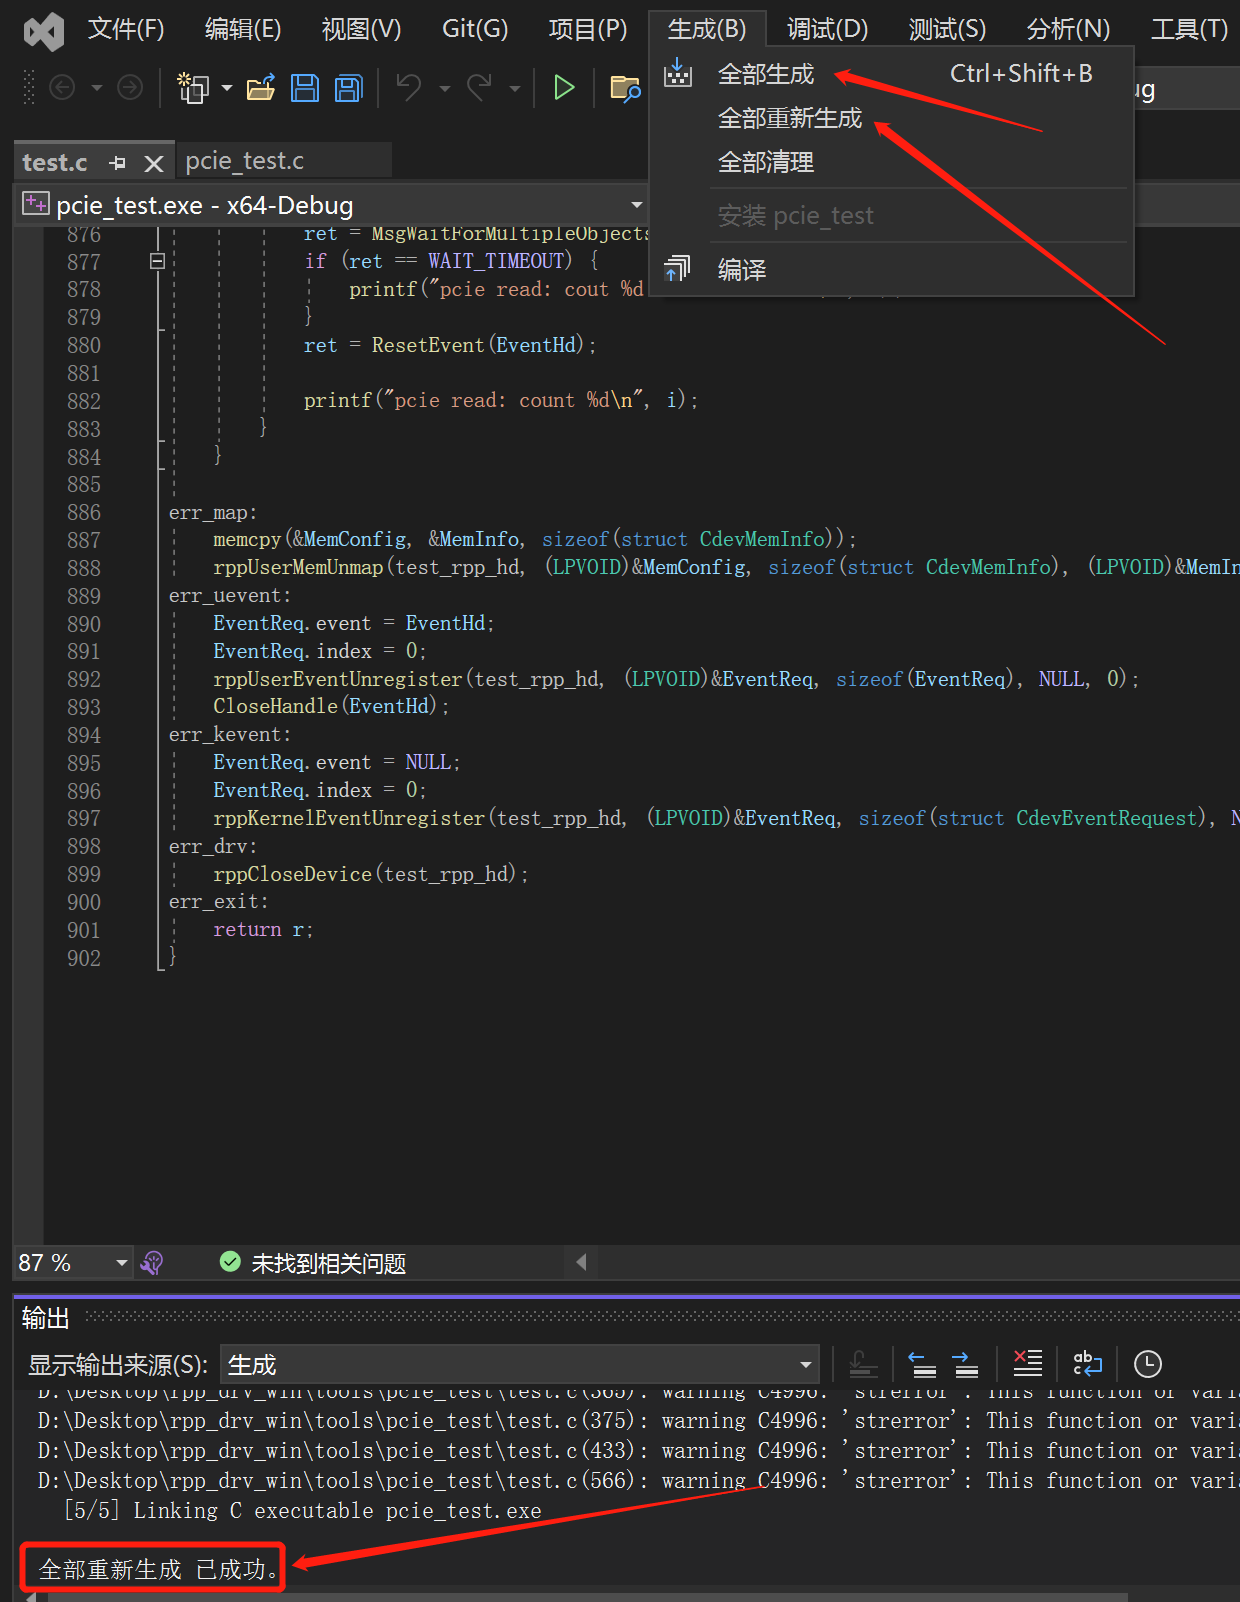 文件(F) 编辑(E) 视图(V) Git(G) 项目(P) 生成(B) 调试(D) 测试(S) 分析(N) 工具(T)
全部生成 Ctrl+Shift+B
全部重新生成
全部清理
安装 pcie_test
编译
test.c pcie_test.c
pcie_test.exe - x64-Debug
876 ret = MsgWaitForMultipleObjects
877 if (ret == WAIT_TIMEOUT) {
878 printf("pcie read: cout %d
879 }
880 ret = ResetEvent(EventHd);
881
882 printf("pcie read: count %d\n", i);
883 }
884 }
885
886 err_map:
887 memcpy(&MemConfig, &MemInfo, sizeof(struct CdevMemInfo));
888 rppUserMemUnmap(test_rpp_hd, (LPVOID)&MemConfig, sizeof(struct CdevMemInfo), (LPVOID)&MemIn
889 err_uevent:
890 EventReq.event = EventHd;
891 EventReq.index = 0;
892 rppUserEventUnregister(test_rpp_hd, (LPVOID)&EventReq, sizeof(EventReq), NULL, 0);
893 CloseHandle(EventHd);
894 err_kevent:
895 EventReq.event = NULL;
896 EventReq.index = 0;
897 rppKernelEventUnregister(test_rpp_hd, (LPVOID)&EventReq, sizeof(struct CdevEventRequest), N
898 err_drv:
899 rppCloseDevice(test_rpp_hd);
900 err_exit:
901 return r;
902 }
87 % 未找到相关问题
输出
显示输出来源(S): 生成
D:\Desktop\rpp_drv_win\tools\pcie_test\test.c(365): warning C4996: 'strerror': This function or varia
D:\Desktop\rpp_drv_win\tools\pcie_test\test.c(375): warning C4996: 'strerror': This function or varia
D:\Desktop\rpp_drv_win\tools\pcie_test\test.c(433): warning C4996: 'strerror': This function or varia
D:\Desktop\rpp_drv_win\tools\pcie_test\test.c(566): warning C4996: 'strerror': This function or varia
[5/5] Linking C executable pcie_test.exe
全部重新生成 已成功。